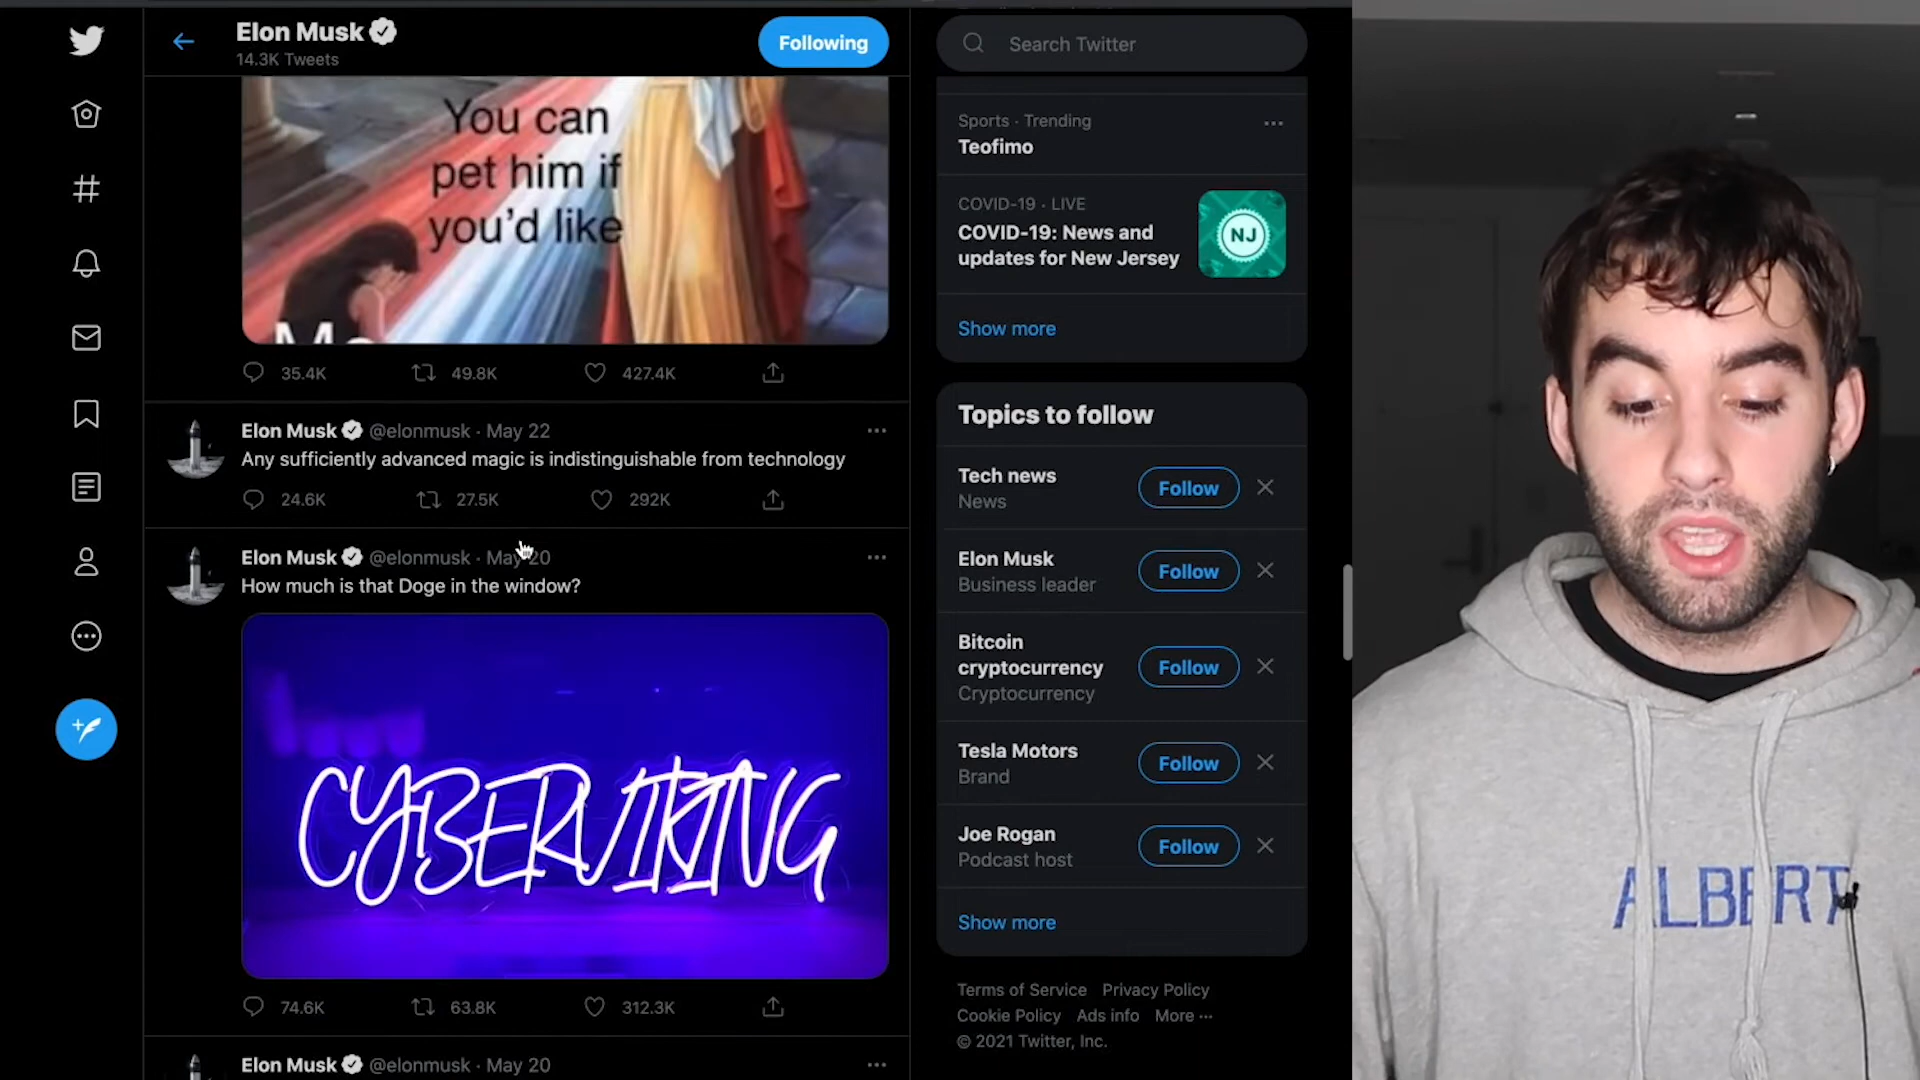 Elon Musk
14.3K Tweets
Following
Search Twitter
You can
pet him if
you'd like
35.4K 49.8K 427.4K
Elon Musk @elonmusk · May 22
Any sufficiently advanced magic is indistinguishable from technology
24.6K 27.5K 292K
Elon Musk @elonmusk · May 20
How much is that Doge in the window?
CYBERVIKING
74.6K 63.8K 312.3K
Elon Musk @elonmusk · May 20
Sports · Trending
Teofimo
COVID-19 · LIVE
COVID-19: News and
updates for New Jersey
NJ
Show more
Topics to follow
Tech news
News
Follow
Elon Musk
Business leader
Follow
Bitcoin
cryptocurrency
Cryptocurrency
Follow
Tesla Motors
Brand
Follow
Joe Rogan
Podcast host
Follow
Show more
Terms of Service Privacy Policy
Cookie Policy Ads info More ···
© 2021 Twitter, Inc.
ALBERT